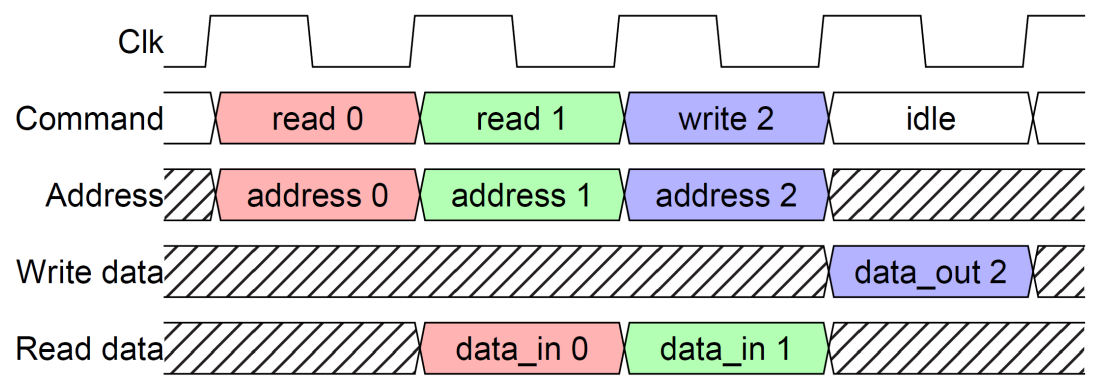 Clk
Command read 0 read 1 write 2 idle
Address address 0 address 1 address 2
Write data data_out 2
Read data data_in 0 data_in 1